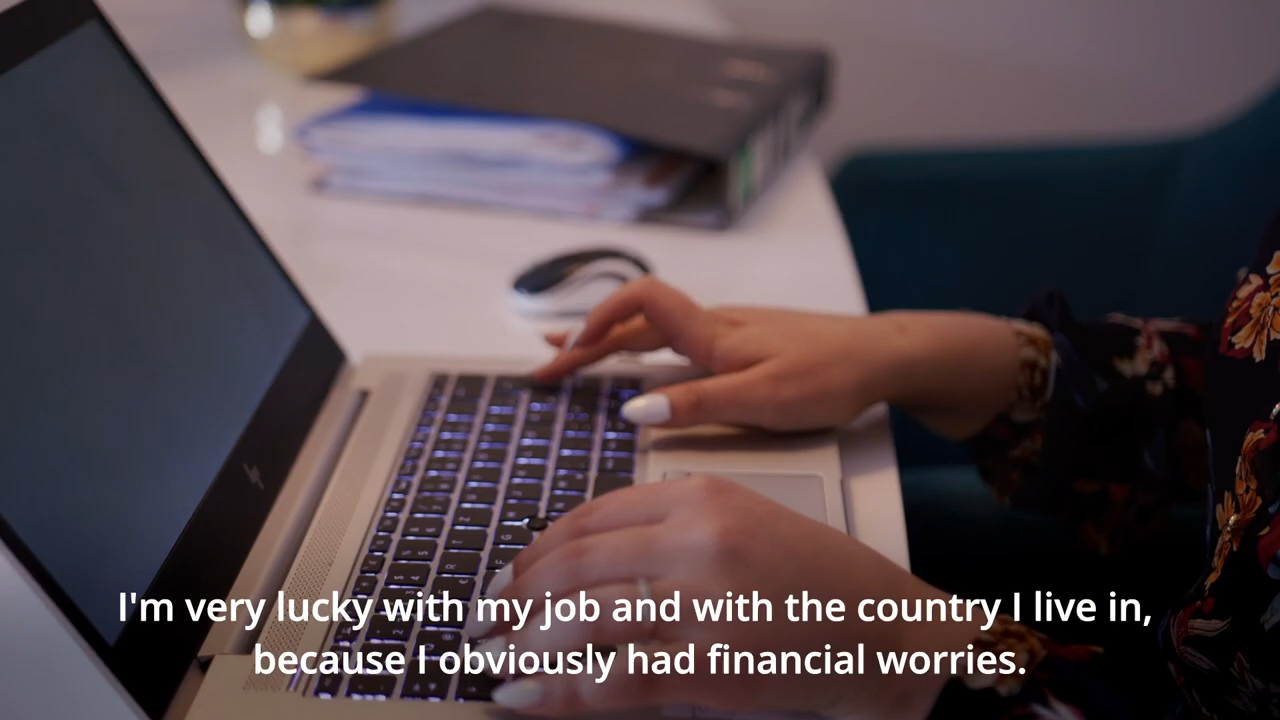 I'm very lucky with my job and with the country I live in,
because I obviously had financial worries.